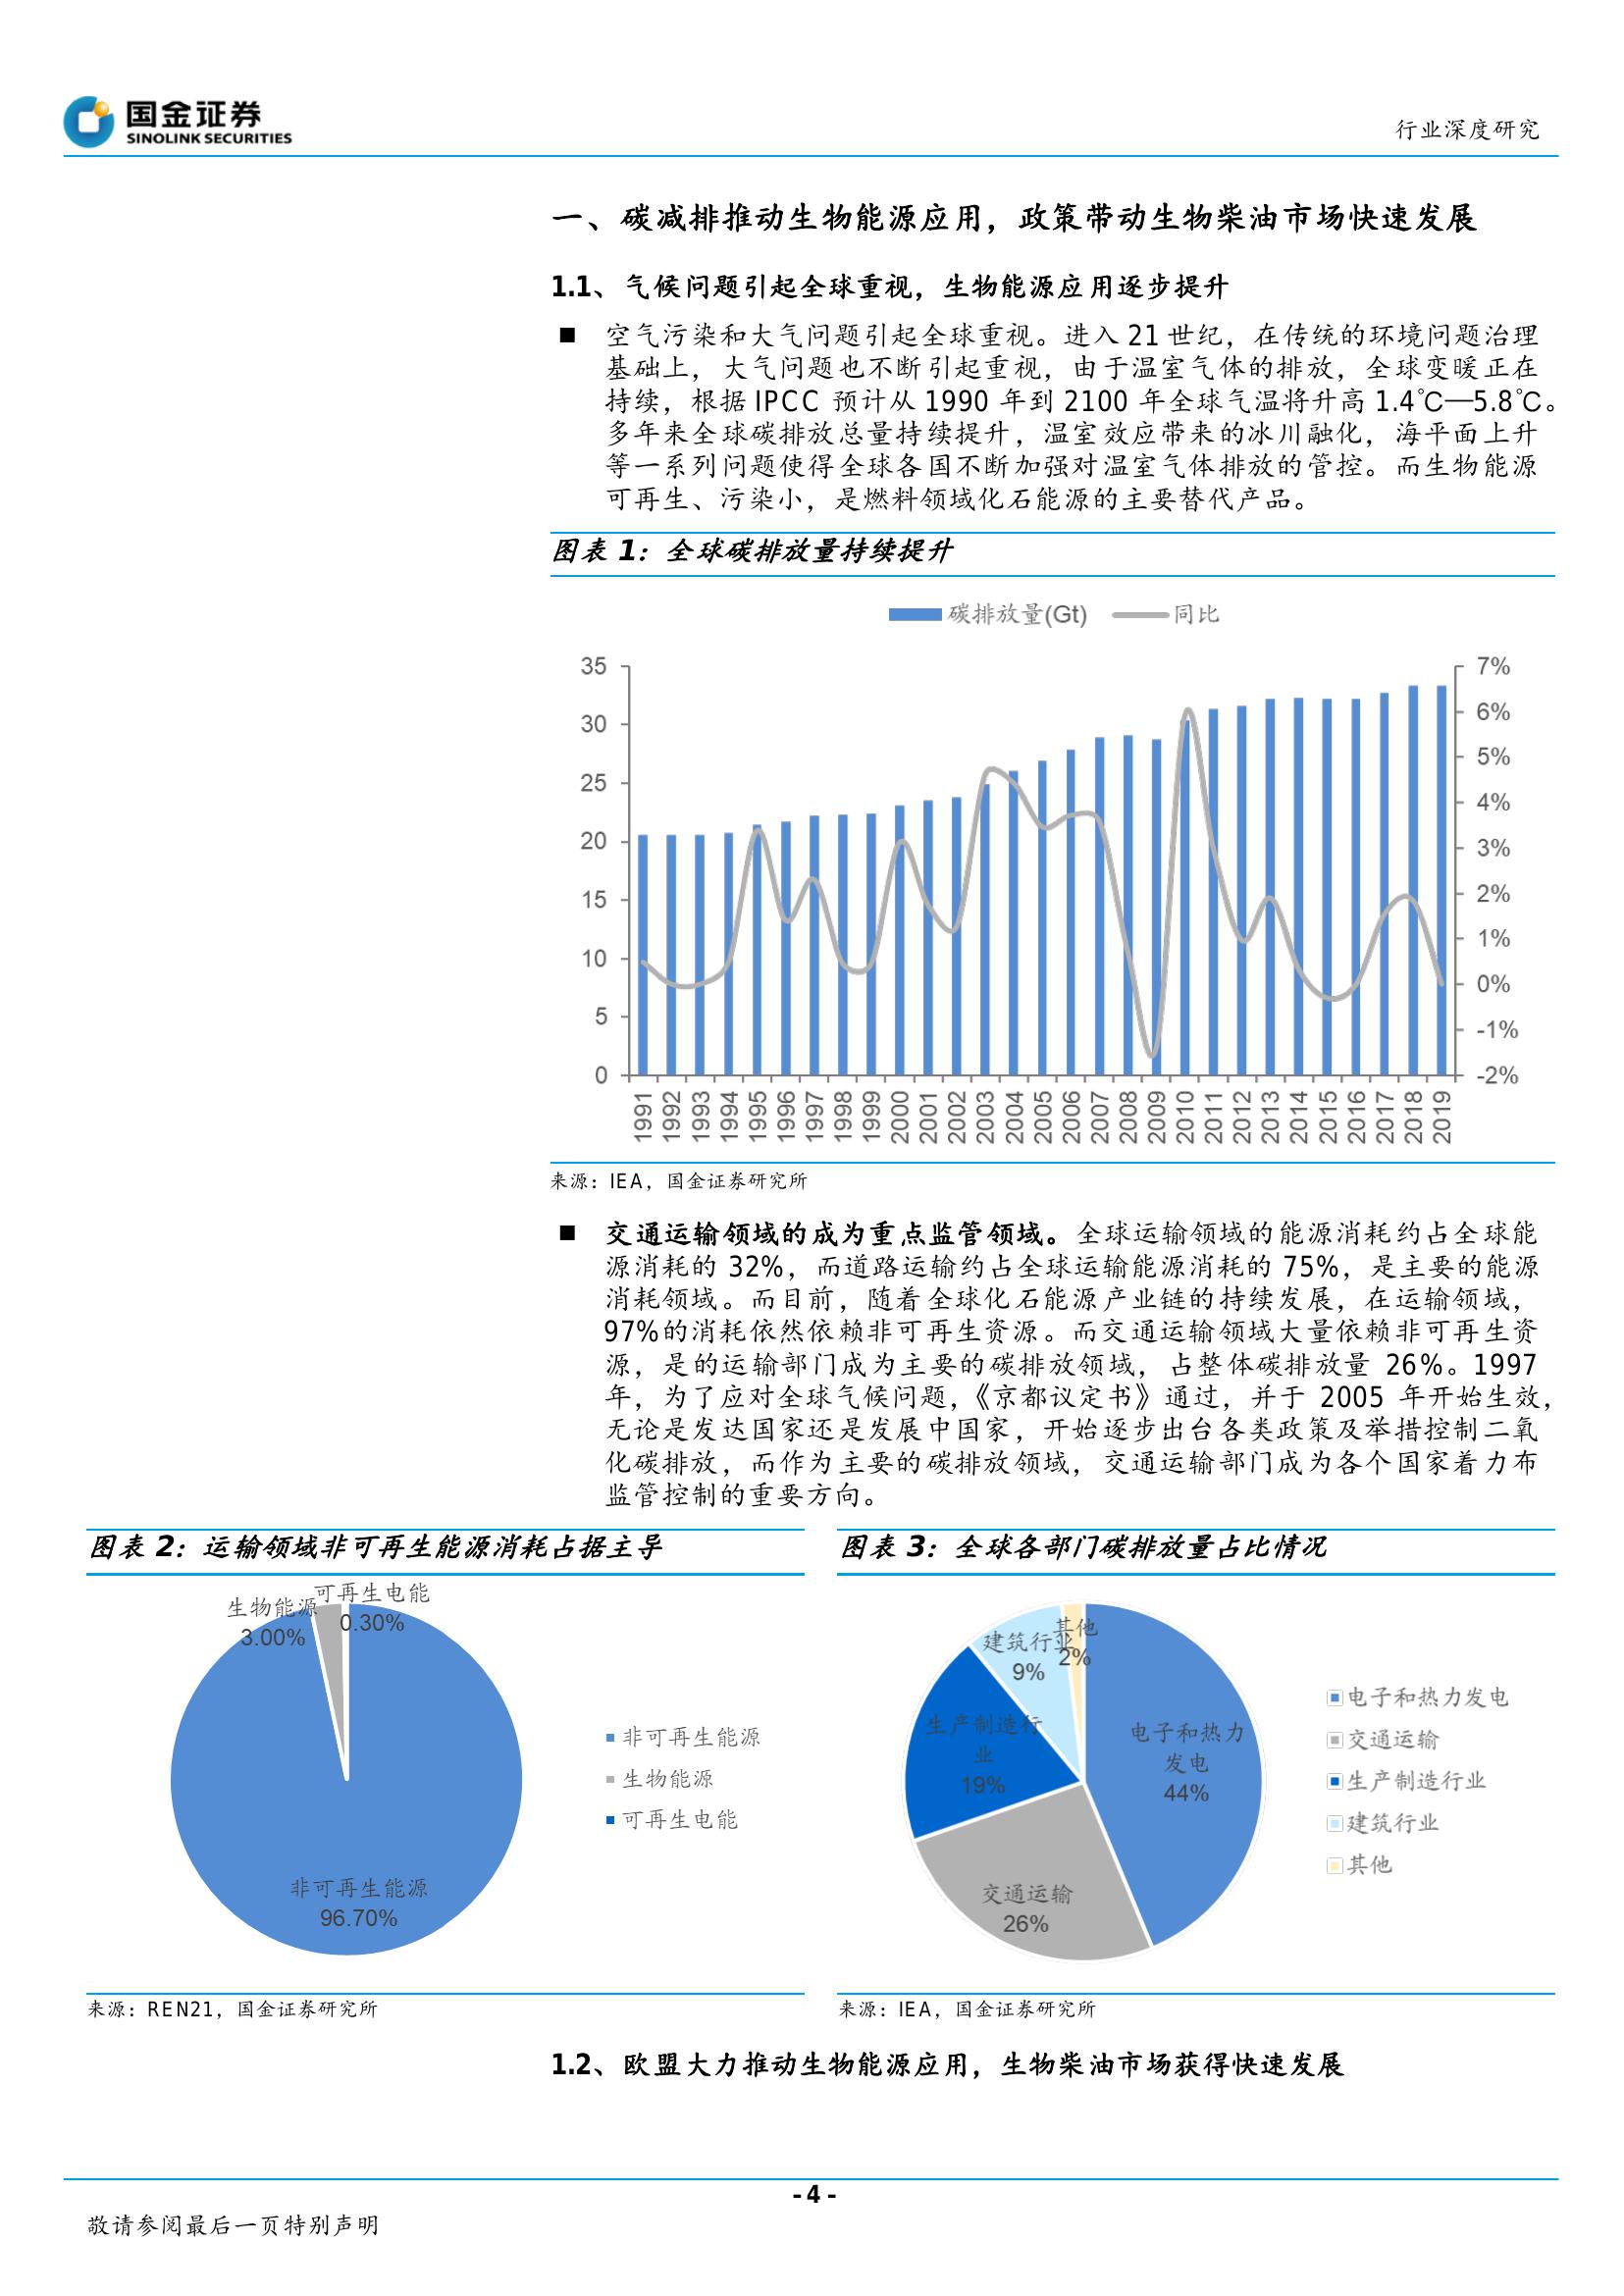 国金证券
SINOLINK SECURITIES
行业深度研究
一、碳减排推动生物能源应用，政策带动生物柴油市场快速发展
1.1、气候问题引起全球重视，生物能源应用逐步提升
■ 空气污染和大气问题引起全球重视。进入 21 世纪，在传统的环境问题治理
基础上，大气问题也不断引起重视，由于温室气体的排放，全球变暖正在
持续，根据 IPCC 预计从 1990 年到 2100 年全球气温将升高 1.4℃—5.8℃。
多年来全球碳排放总量持续提升，温室效应带来的冰川融化，海平面上升
等一系列问题使得全球各国不断加强对温室气体排放的管控。而生物能源
可再生、污染小，是燃料领域化石能源的主要替代产品。
图表 1：全球碳排放量持续提升
碳排放量(Gt) 同比
35 7%
30 6%
25 5%
20 4%
15 3%
10 2%
5 1%
0 0%
-1%
-2%
1991 1992 1993 1994 1995 1996 1997 1998 1999 2000 2001 2002 2003 2004 2005 2006 2007 2008 2009 2010 2011 2012 2013 2014 2015 2016 2017 2018 2019
来源：IEA，国金证券研究所
■ 交通运输领域的成为重点监管领域。全球运输领域的能源消耗约占全球能
源消耗的 32%，而道路运输约占全球运输能源消耗的 75%，是主要的能源
消耗领域。而目前，随着全球化石能源产业链的持续发展，在运输领域，
97%的消耗依然依赖非可再生资源。而交通运输领域大量依赖非可再生资
源，是的运输部门成为主要的碳排放领域，占整体碳排放量 26%。1997
年，为了应对全球气候问题，《京都议定书》通过，并于 2005 年开始生效，
无论是发达国家还是发展中国家，开始逐步出台各类政策及举措控制二氧
化碳排放，而作为主要的碳排放领域，交通运输部门成为各个国家着力布
监管控制的重要方向。
图表 2：运输领域非可再生能源消耗占据主导
可再生电能
0.30%
生物能源
3.00%
非可再生能源
96.70%
非可再生能源
生物能源
可再生电能
来源：REN21，国金证券研究所
图表 3：全球各部门碳排放量占比情况
其他
2%
建筑行业
9%
生产制造行
业
19%
电子和热力
发电
44%
交通运输
26%
电子和热力发电
交通运输
生产制造行业
建筑行业
其他
来源：IEA，国金证券研究所
1.2、欧盟大力推动生物能源应用，生物柴油市场获得快速发展
- 4 -
敬请参阅最后一页特别声明